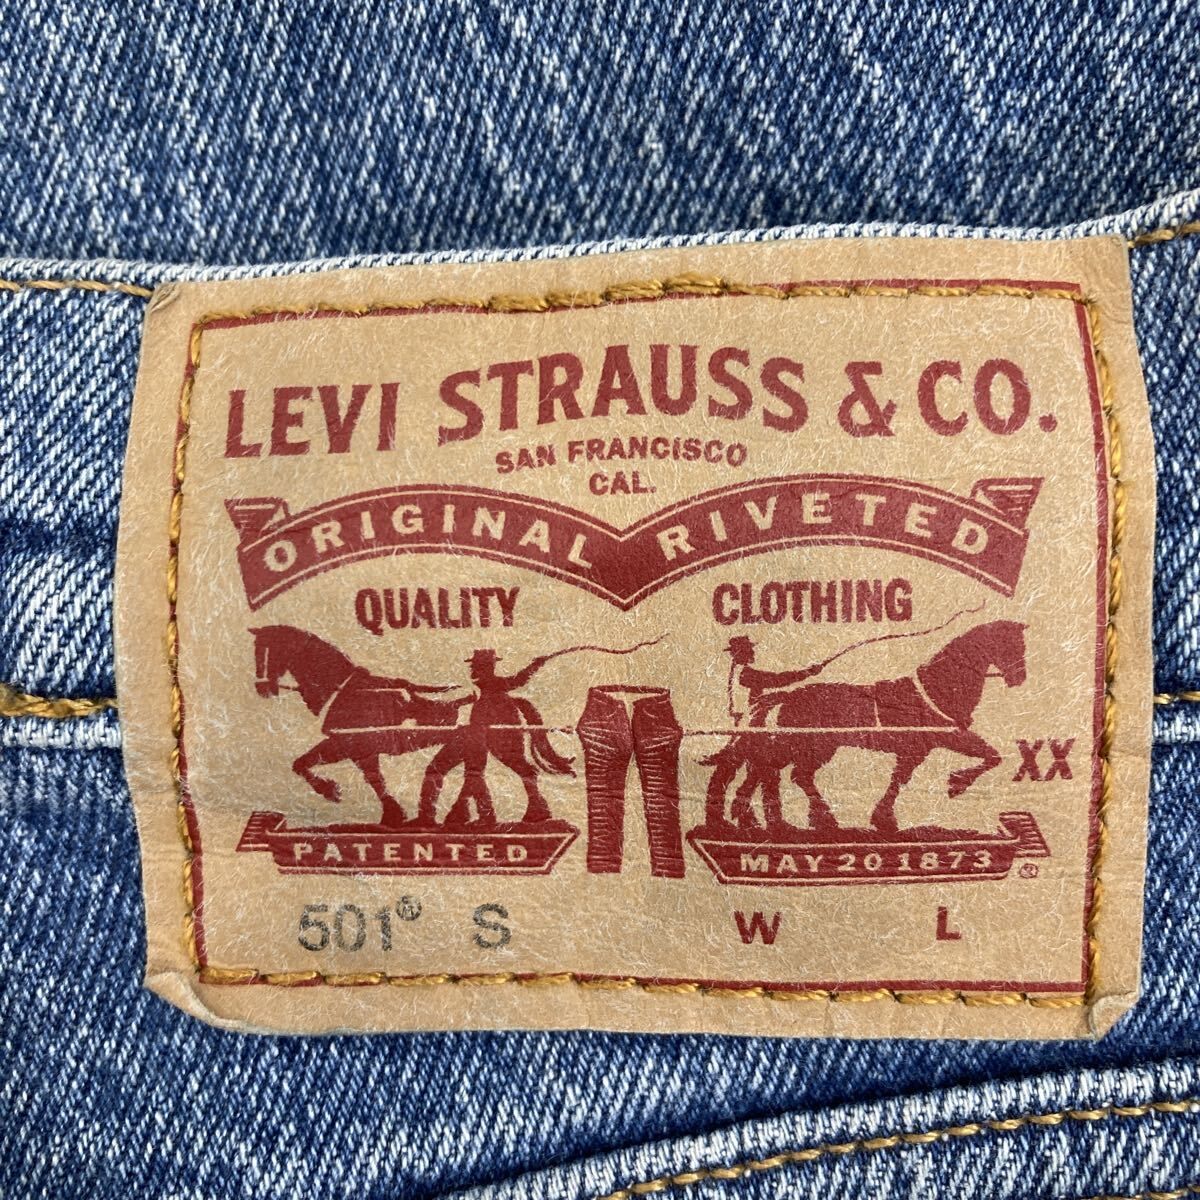 LEVI STRAUSS & CO.
SAN FRANCISCO
CAL.
ORIGINAL RIVETED
QUALITY CLOTHING
XX
PATENTED MAY 20 1873 ®
501® S W L